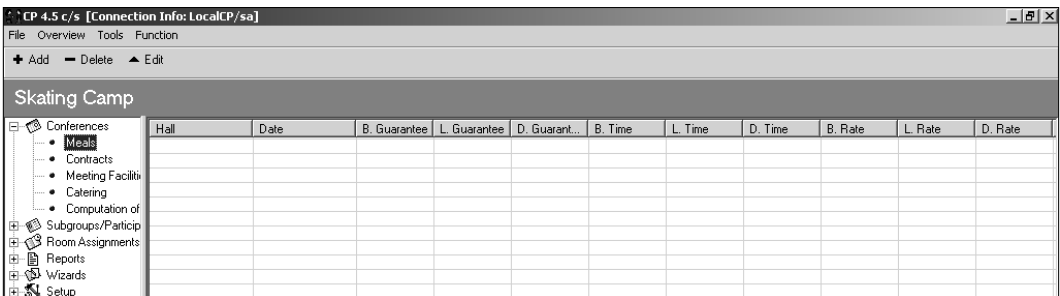 CP 4.5 c/s [Connection Info: LocalCP/sa]
File Overview Tools Function
Add Delete Edit
Skating Camp
Conferences
Meals
Contracts
Meeting Faciliti
Catering
Computation of
Subgroups/Particip
Room Assignments
Reports
Wizards
Setup
Hall Date B. Guarantee L. Guarantee D. Guarant... B. Time L. Time D. Time B. Rate L. Rate D. Rate